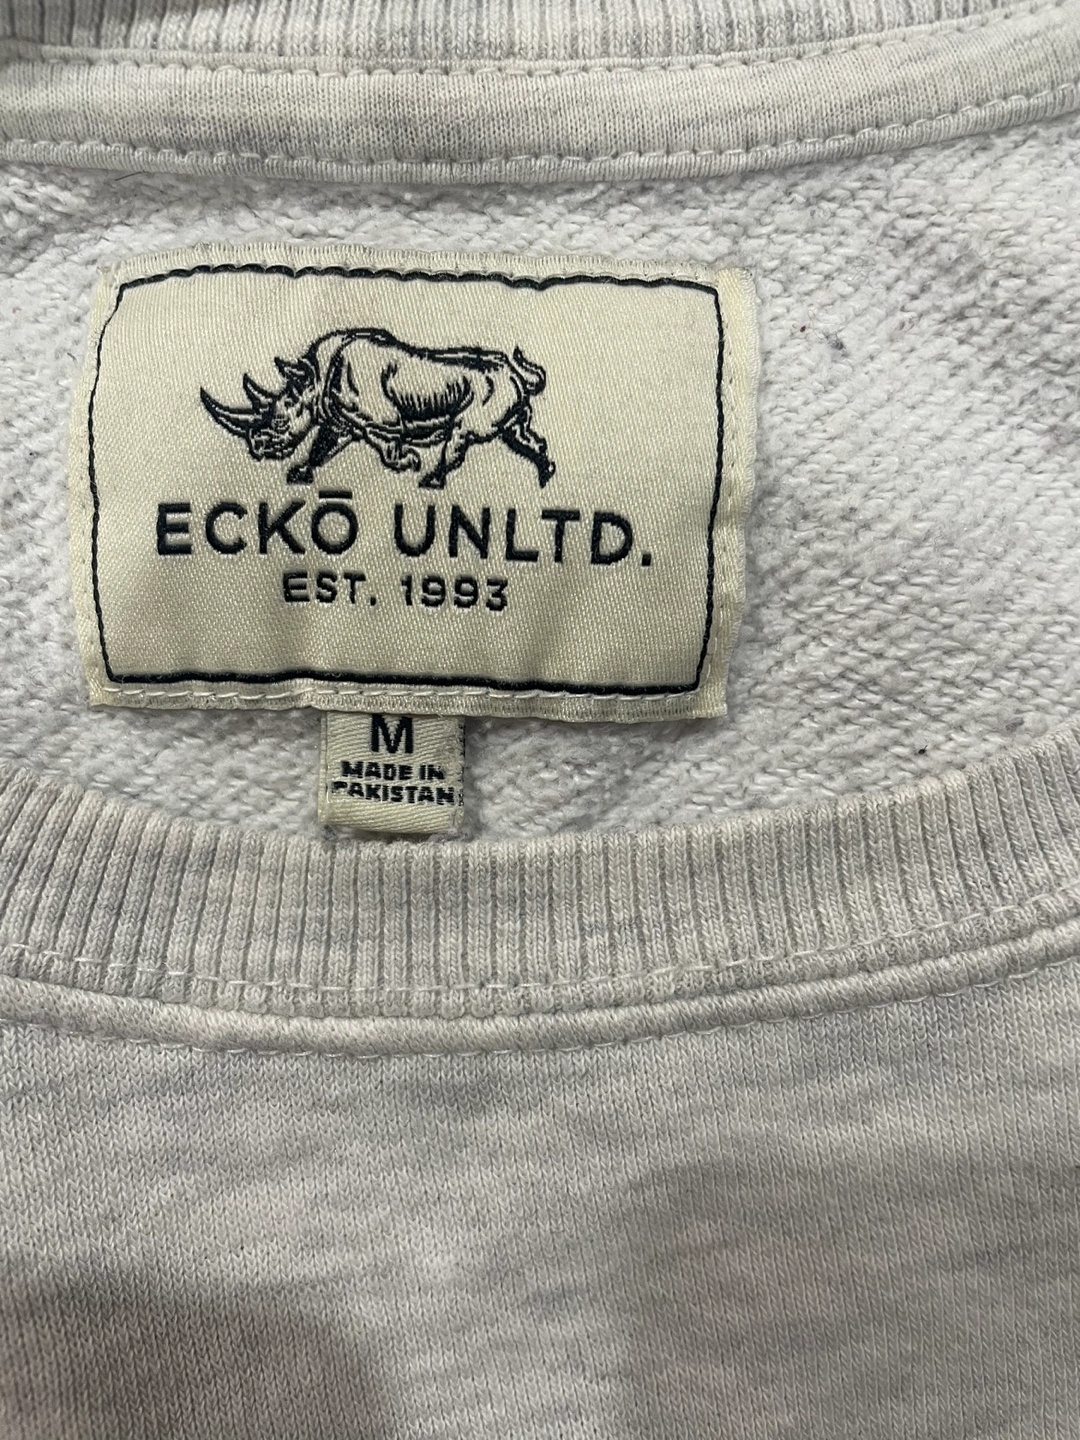 ECKŌ UNLTD.
EST. 1993
M
MADE IN
PAKISTAN